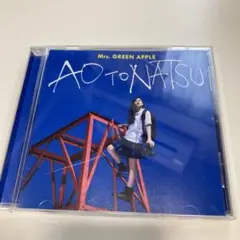 Mrs. GREEN APPLE
AO TO NATSU